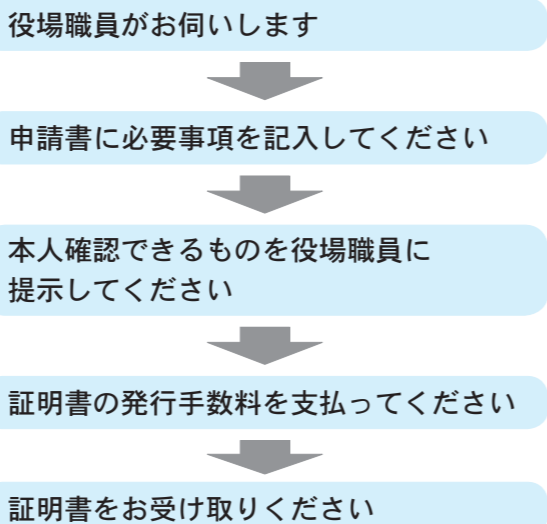 役場職員がお伺いします
申請書に必要事項を記入してください
本人確認できるものを役場職員に
提示してください
証明書の発行手数料を支払ってください
証明書をお受け取りください